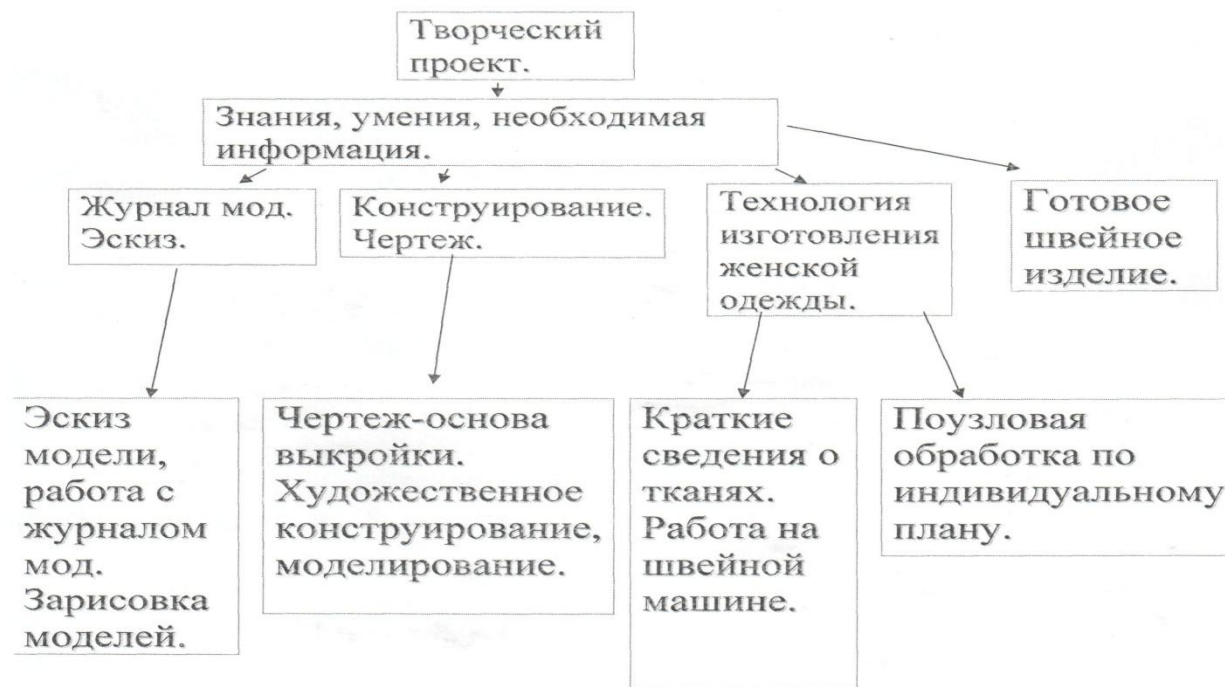 Творческий
проект.
Знания, умения, необходимая
информация.
Журнал мод.
Эскиз.
Конструирование.
Чертеж.
Технология
изготовления
женской
одежды.
Готовое
швейное
изделие.
Эскиз
модели,
работа с
журналом
мод.
Зарисовка
моделей.
Чертеж-основа
выкройки.
Художественное
конструирование,
моделирование.
Краткие
сведения о
тканях.
Работа на
швейной
машине.
Поузловая
обработка по
индивидуальному
плану.